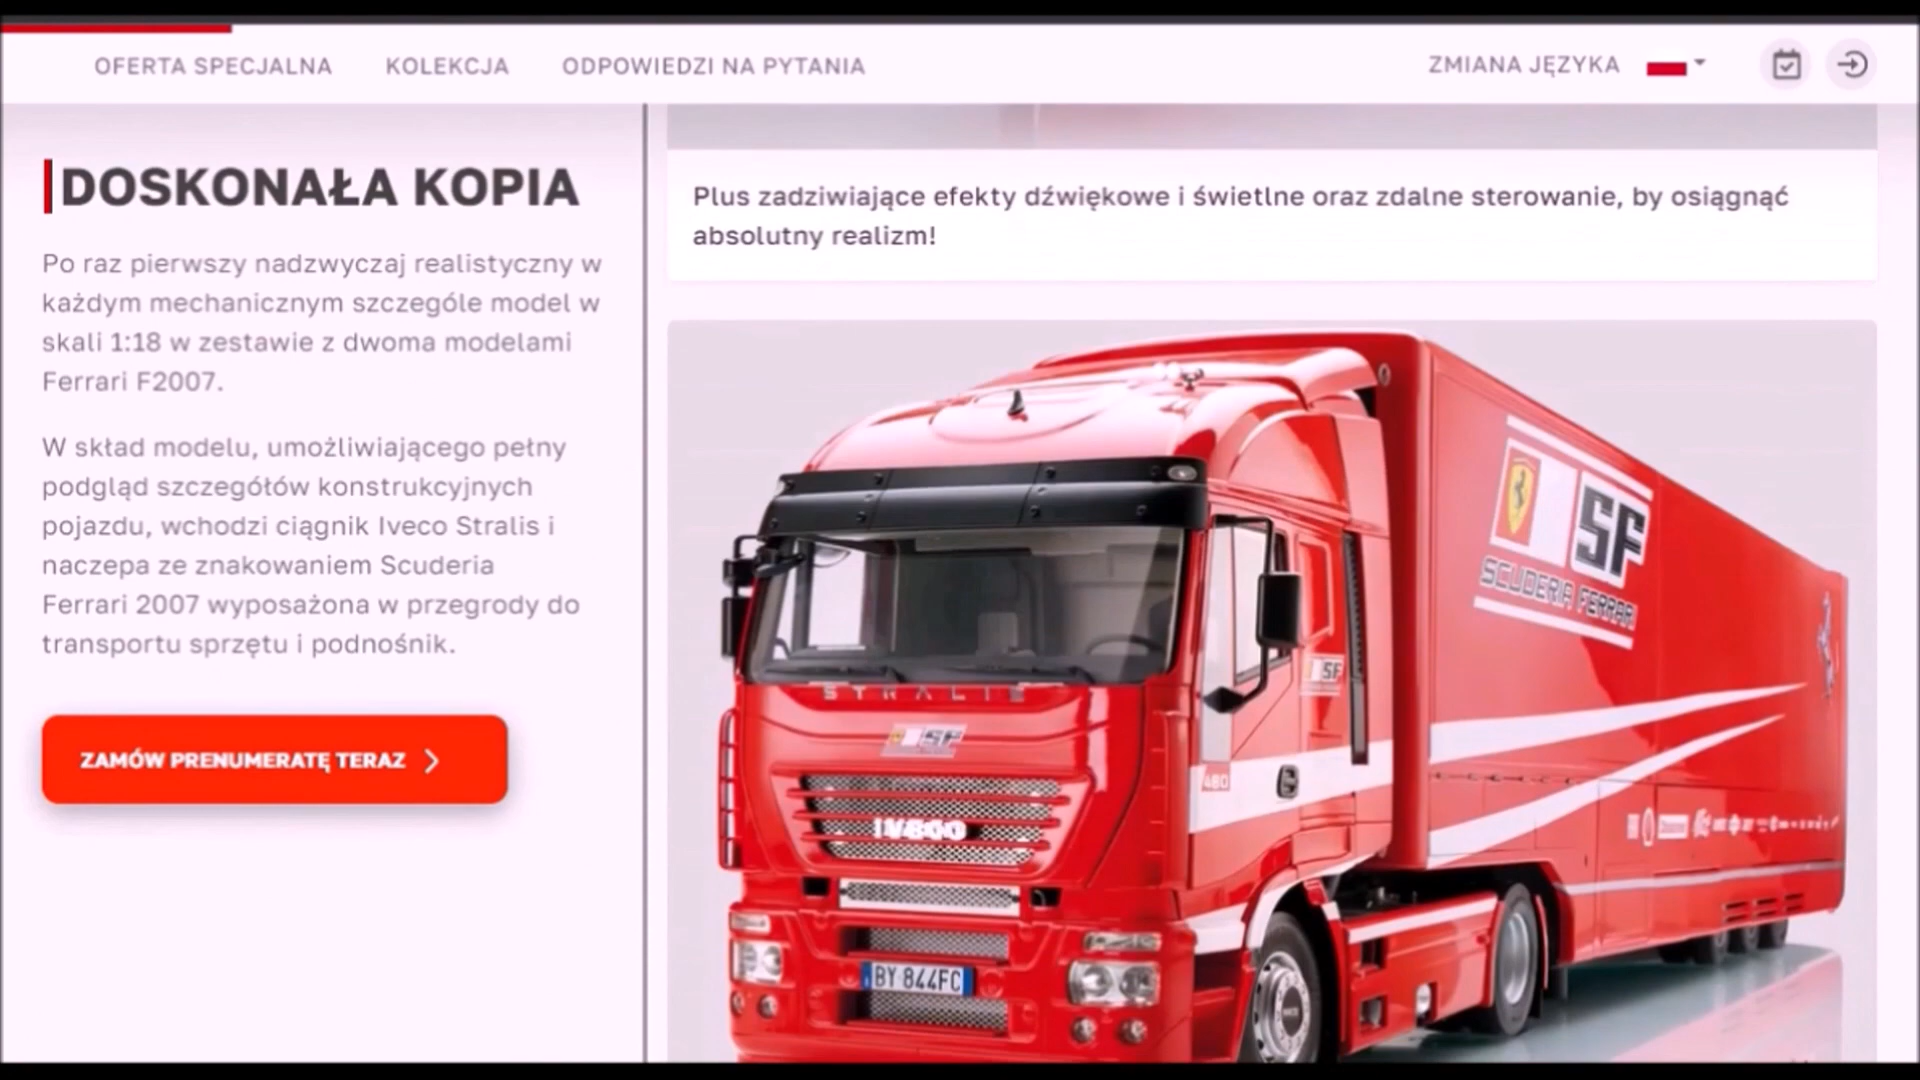 OFERTA SPECJALNA KOLEKCJA ODPOWIEDZI NA PYTANIA ZMIANA JĘZYKA
DOSKONAŁA KOPIA
Po raz pierwszy nadzwyczaj realistyczny w
każdym mechanicznym szczególe model w
skali 1:18 w zestawie z dwoma modelami
Ferrari F2007.
W skład modelu, umożliwiającego pełny
podgląd szczegółów konstrukcyjnych
pojazdu, wchodzi ciągnik Iveco Stralis i
naczepa ze znakowaniem Scuderia
Ferrari 2007 wyposażona w przegrody do
transportu sprzętu i podnośnik.
ZAMÓW PRENUMERATĘ TERAZ
Plus zadziwiające efekty dźwiękowe i świetlne oraz zdalne sterowanie, by osiągnąć
absolutny realizm!
SF
SCUDERIA FERRARI
SF
STRALIS
SF
480
IVECO
BY 844FC